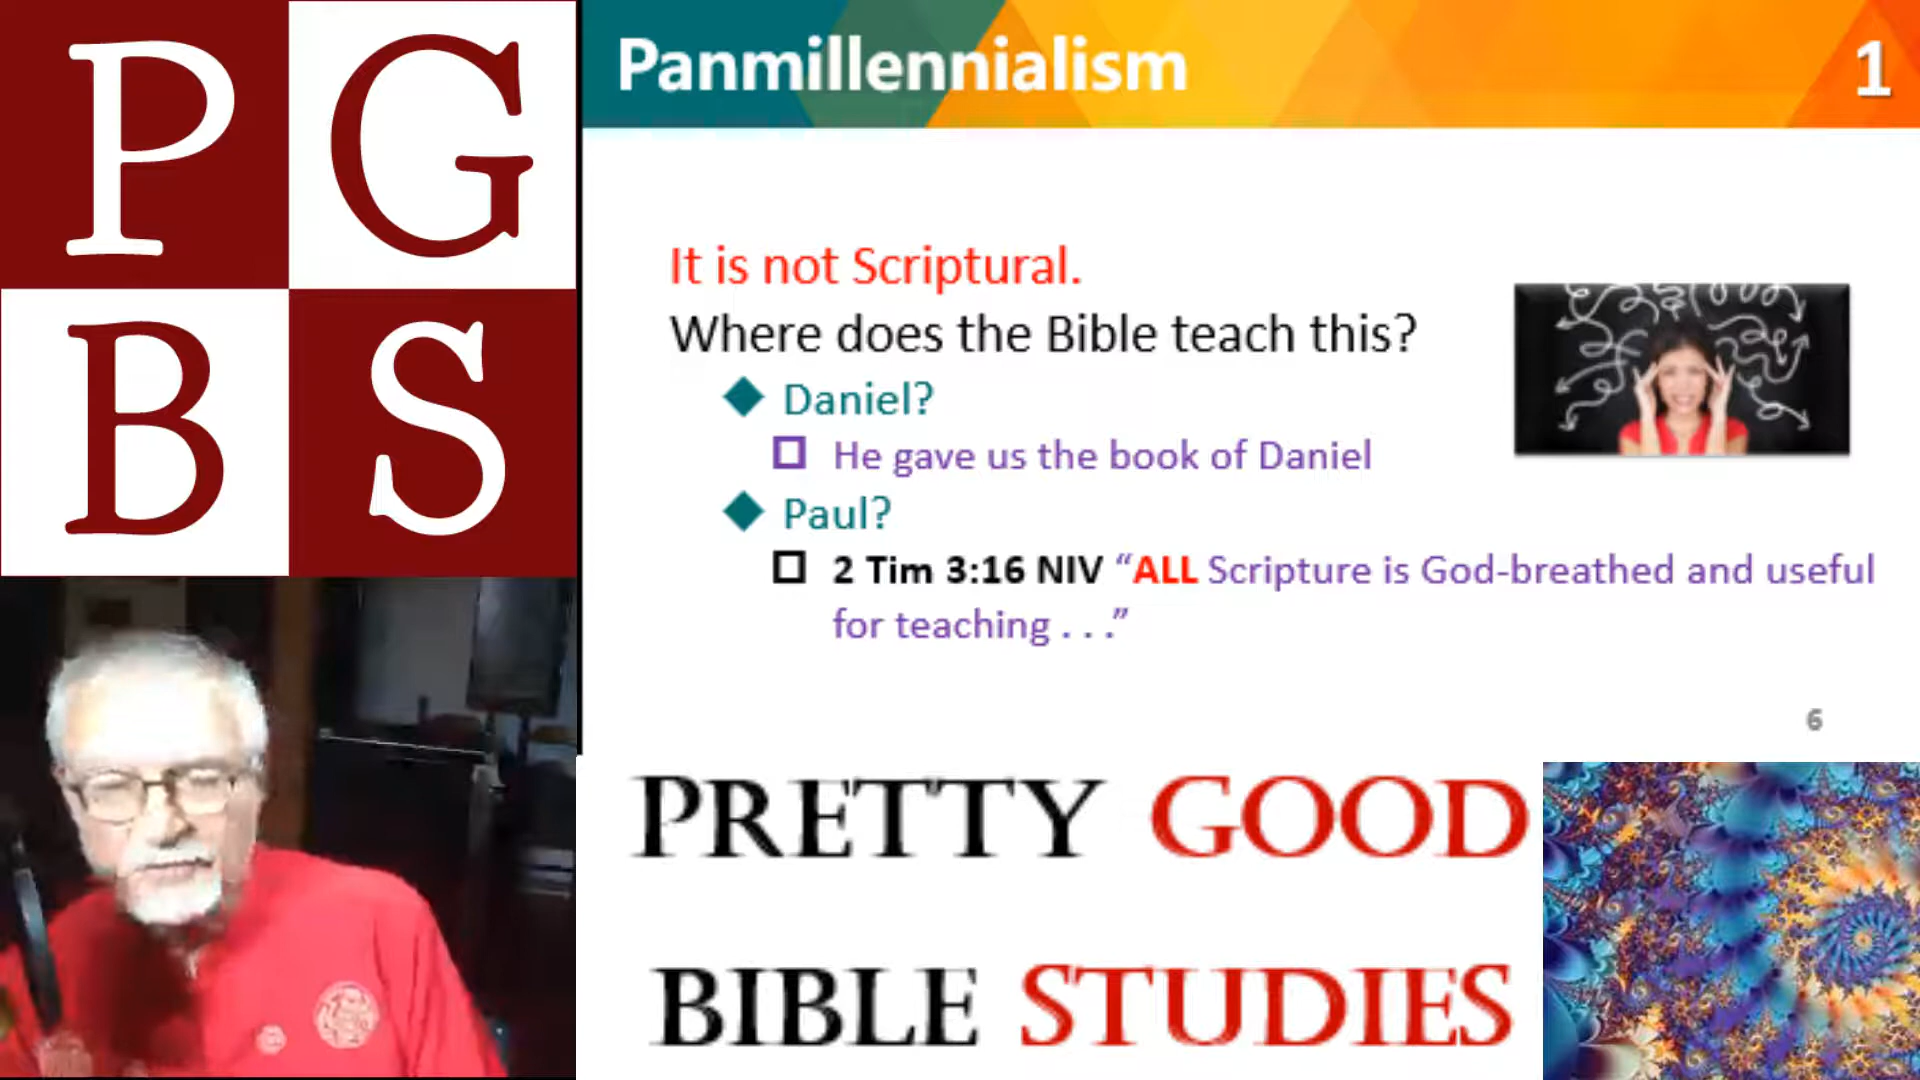 P G
B S
Panmillennialism 1
It is not Scriptural.
Where does the Bible teach this?
Daniel?
He gave us the book of Daniel
Paul?
2 Tim 3:16 NIV “ALL Scripture is God-breathed and useful
for teaching . . .”
6
PRETTY GOOD
BIBLE STUDIES